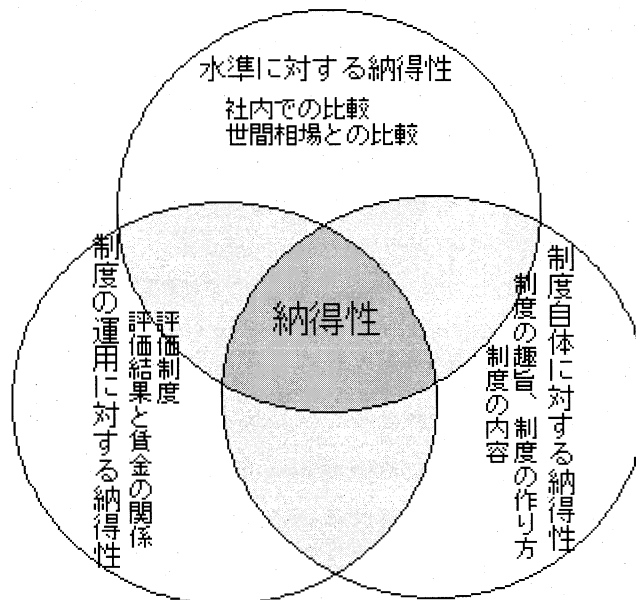 水準に対する納得性
社内での比較
世間相場との比較
納得性
制度の運用に対する納得性
評価制度
評価結果と賃金の関係
制度自体に対する納得性
制度の趣旨、制度の作り方
制度の内容